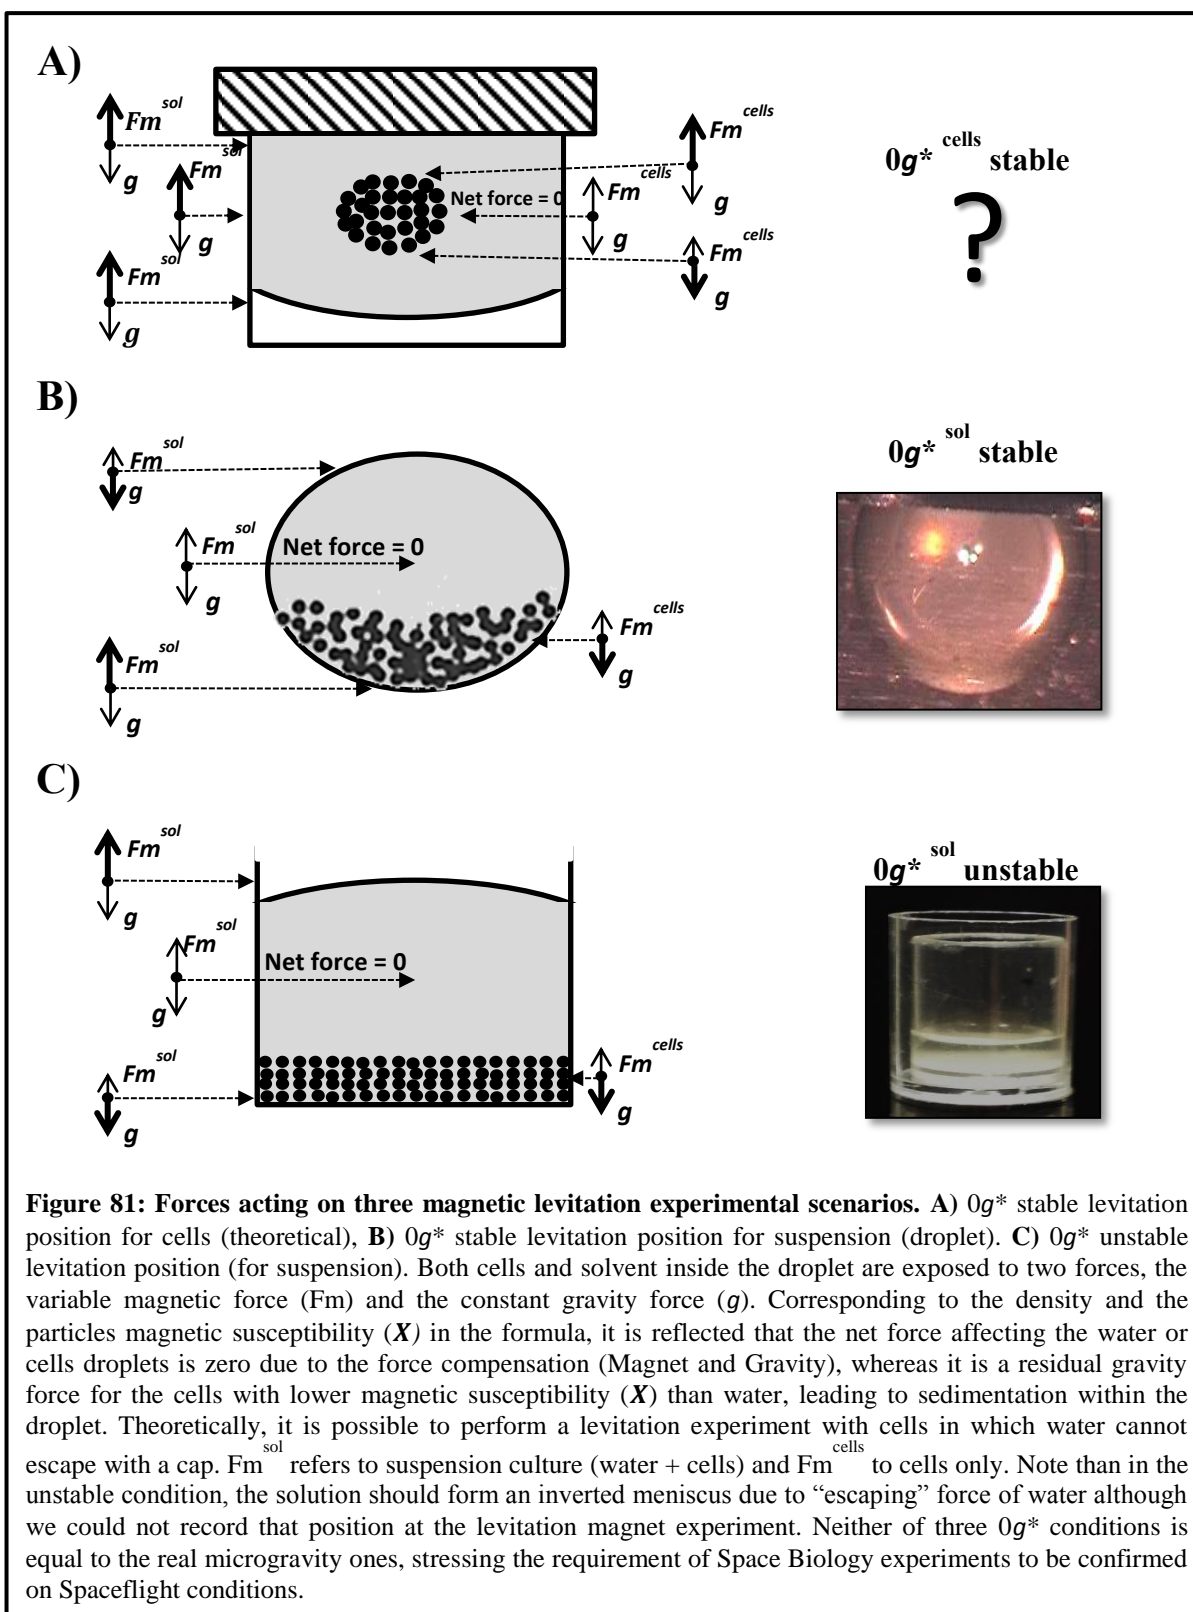 A)
Fm^sol
g
Fm^sol
g
Fm^sol
g
Net force = 0
Fm^cells
g
Fm^cells
g
Fm^cells
g
0g* ^cells stable
?
B)
Fm^sol
g
Fm^sol
g
Net force = 0
Fm^sol
g
Fm^cells
g
0g* ^sol stable
C)
Fm^sol
g
Fm^sol
g
Net force = 0
Fm^sol
g
Fm^cells
g
0g* ^sol unstable
Figure 81: Forces acting on three magnetic levitation experimental scenarios. A) 0g* stable levitation
position for cells (theoretical), B) 0g* stable levitation position for suspension (droplet). C) 0g* unstable
levitation position (for suspension). Both cells and solvent inside the droplet are exposed to two forces, the
variable magnetic force (Fm) and the constant gravity force (g). Corresponding to the density and the
particles magnetic susceptibility (X) in the formula, it is reflected that the net force affecting the water or
cells droplets is zero due to the force compensation (Magnet and Gravity), whereas it is a residual gravity
force for the cells with lower magnetic susceptibility (X) than water, leading to sedimentation within the
droplet. Theoretically, it is possible to perform a levitation experiment with cells in which water cannot
escape with a cap. Fm^sol refers to suspension culture (water + cells) and Fm^cells to cells only. Note than in the
unstable condition, the solution should form an inverted meniscus due to “escaping” force of water although
we could not record that position at the levitation magnet experiment. Neither of three 0g* conditions is
equal to the real microgravity ones, stressing the requirement of Space Biology experiments to be confirmed
on Spaceflight conditions.